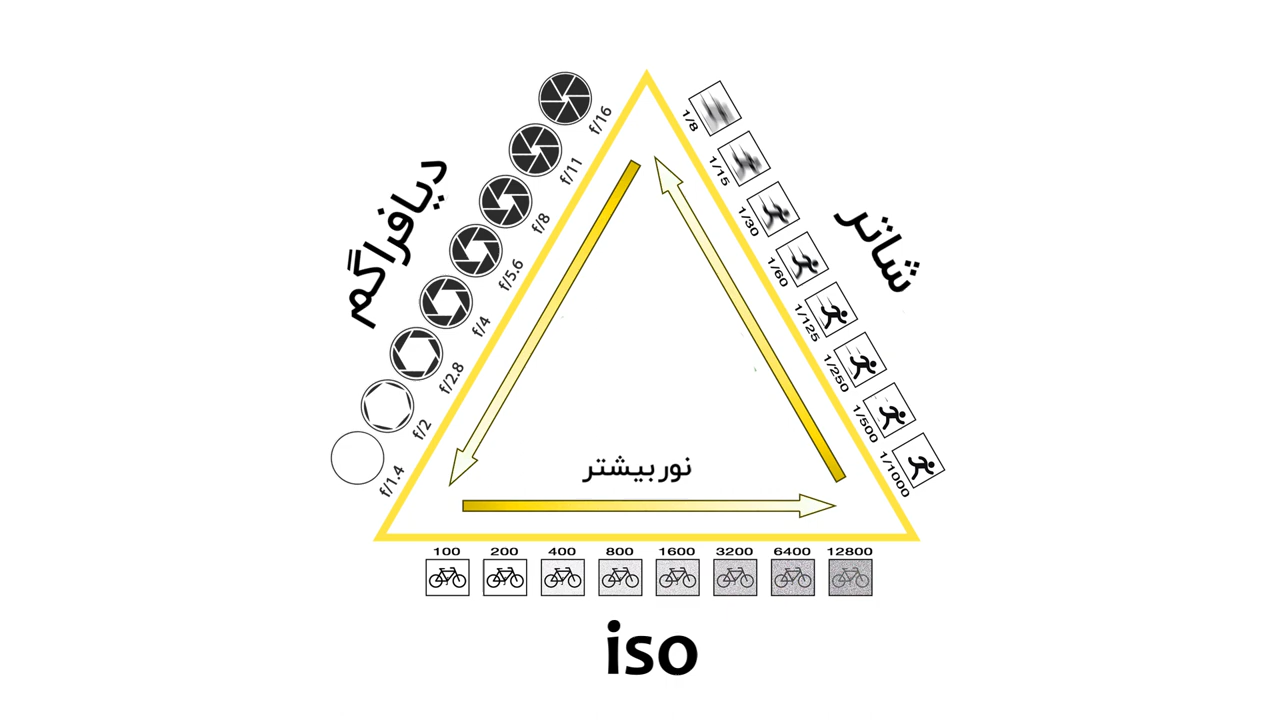 دیافراگم
f/16
f/11
f/8
f/5.6
f/4
f/2.8
f/2
f/1.4
شاتر
1/8
1/15
1/30
1/60
1/125
1/250
1/500
1/1000
نور بیشتر
100 200 400 800 1600 3200 6400 12800
iso